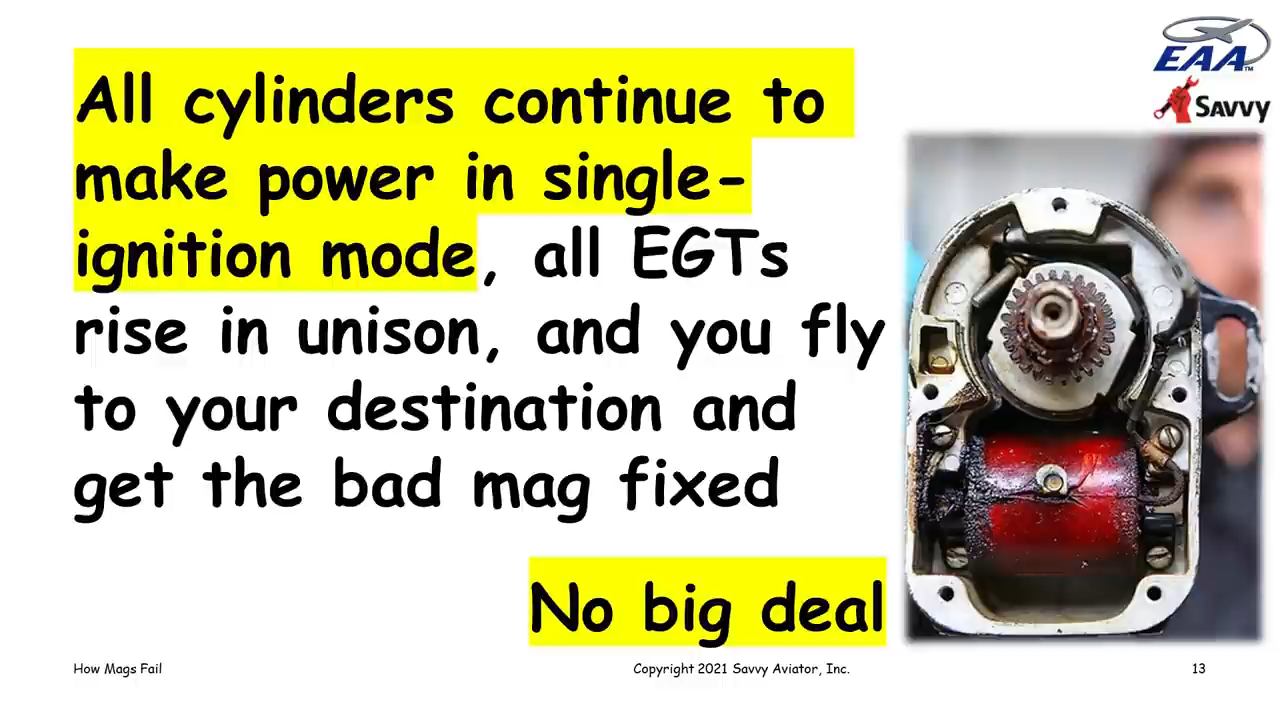 EAA™
SAVVY
All cylinders continue to
make power in single-
ignition mode, all EGTs
rise in unison, and you fly
to your destination and
get the bad mag fixed
No big deal
How Mags Fail
Copyright 2021 Savvy Aviator, Inc.
13